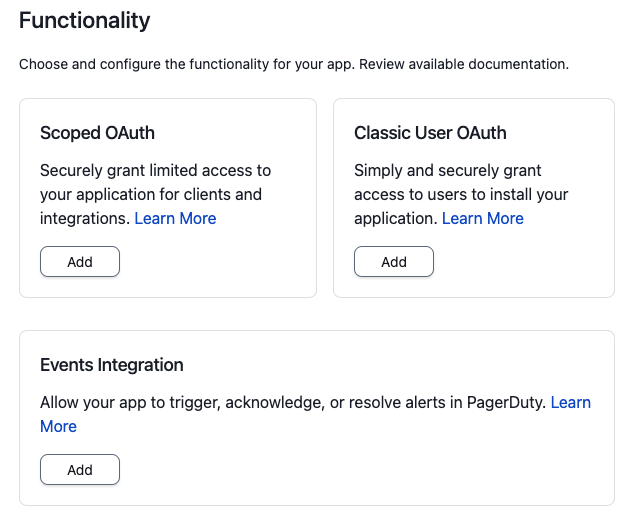 Functionality
Choose and configure the functionality for your app. Review available documentation.
Scoped OAuth
Securely grant limited access to
your application for clients and
integrations. Learn More
Add
Classic User OAuth
Simply and securely grant
access to users to install your
application. Learn More
Add
Events Integration
Allow your app to trigger, acknowledge, or resolve alerts in PagerDuty. Learn
More
Add